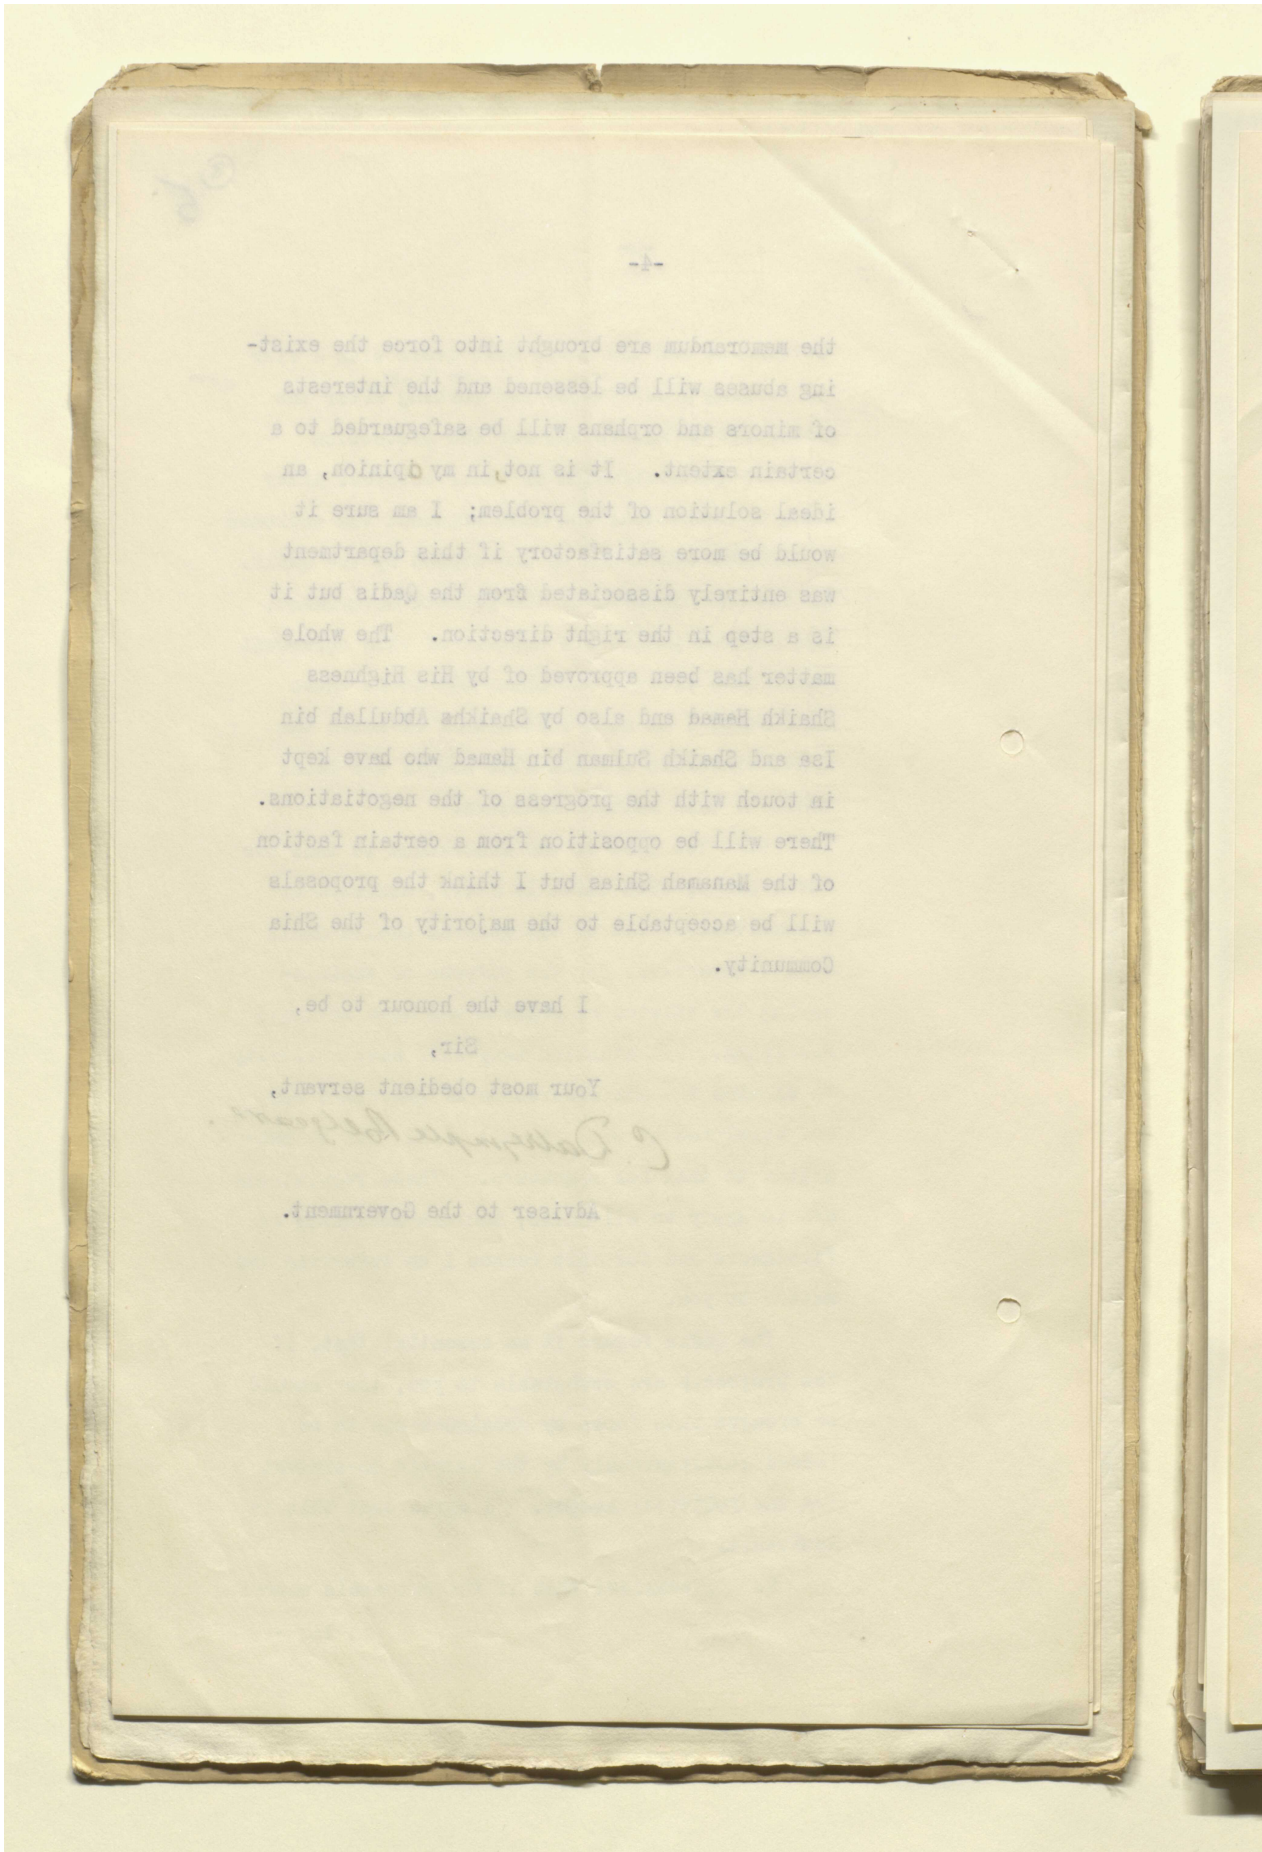 6
-4-
the memorandum are brought into force the exist-
ing abuses will be lessened and the interests
of minors and orphans will be safeguarded to a
certain extent. It is not, in my opinion, an
ideal solution of the problem; I am sure it
would be more satisfactory if this department
was entirely dissociated from the Qadis but it
is a step in the right direction. The whole
matter has been approved of by His Highness
Shaikh Hamad and also by Shaikhs Abdullah bin
Isa and Shaikh Sulman bin Hamad who have kept
in touch with the progress of the negotiations.
There will be opposition from a certain faction
of the Manamah Shias but I think the proposals
will be acceptable to the majority of the Shia
Community.
I have the honour to be,
Sir,
Your most obedient servant,
C. Dalrymple Belgrave.
Adviser to the Government.